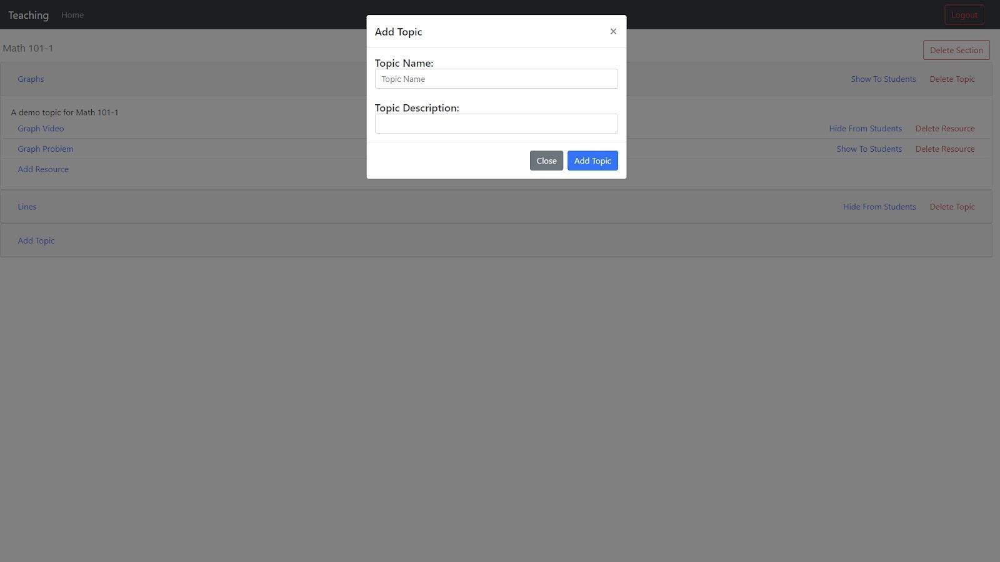 Teaching Home Logout
Add Topic ×
Math 101-1 Delete Section
Topic Name:
Topic Name
Graphs Show To Students Delete Topic
Topic Description:
A demo topic for Math 101-1
Graph Video Hide From Students Delete Resource
Graph Problem Show To Students Delete Resource
Close Add Topic
Add Resource
Lines Hide From Students Delete Topic
Add Topic